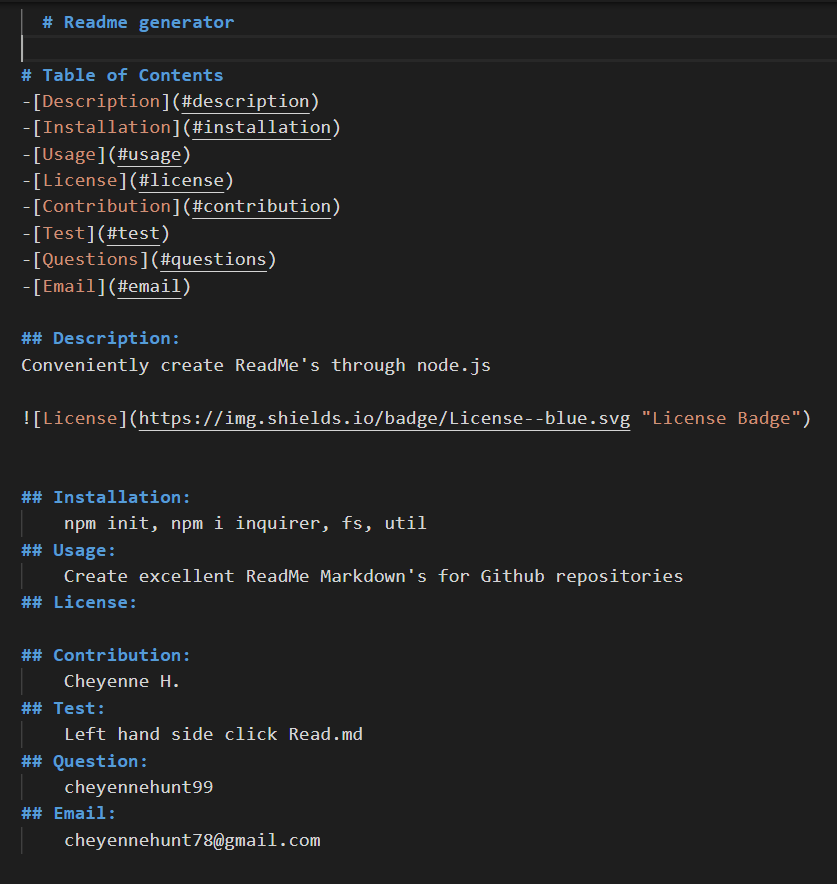 # Readme generator
# Table of Contents
-[Description](#description)
-[Installation](#installation)
-[Usage](#usage)
-[License](#license)
-[Contribution](#contribution)
-[Test](#test)
-[Questions](#questions)
-[Email](#email)
## Description:
Conveniently create ReadMe's through node.js
![License](https://img.shields.io/badge/License--blue.svg "License Badge")
## Installation:
npm init, npm i inquirer, fs, util
## Usage:
Create excellent ReadMe Markdown's for Github repositories
## License:
## Contribution:
Cheyenne H.
## Test:
Left hand side click Read.md
## Question:
cheyennehunt99
## Email:
cheyennehunt78@gmail.com